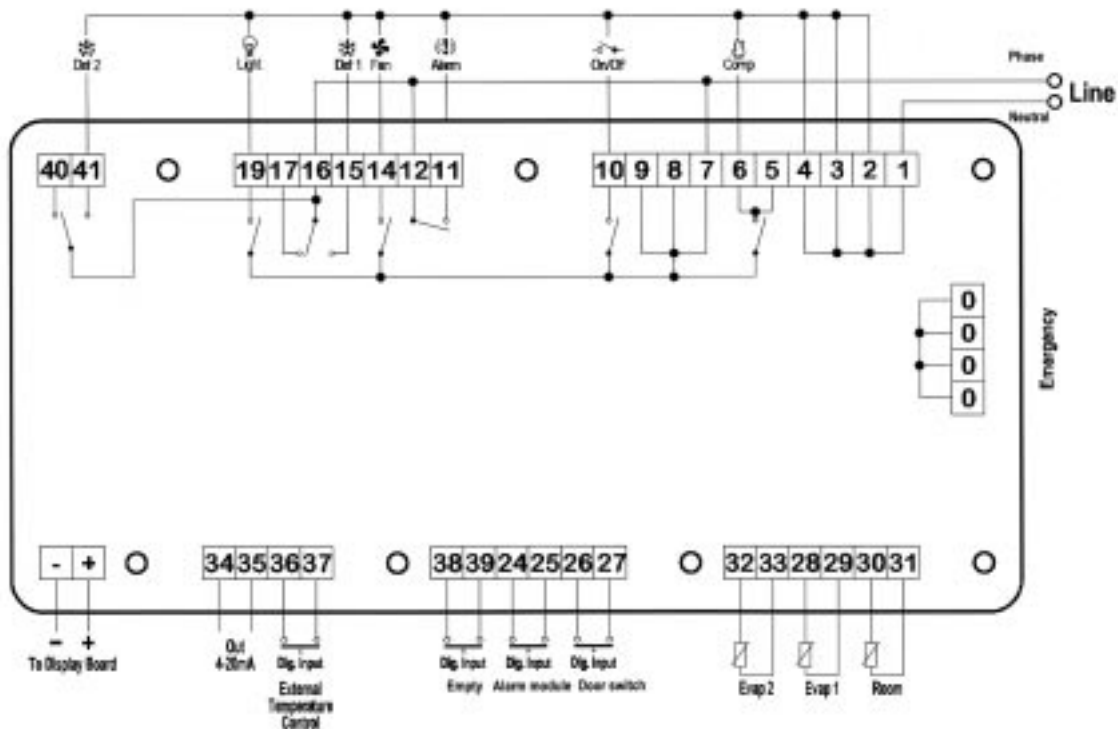 Def 2
Light
Def 1
Fan
Alarm
On/Off
Comp
Phase
Line
Neutral
40 41
19 17 16 15 14 12 11
10 9 8 7 6 5 4 3 2 1
0
0
0
0
Emergency
- +
34 35 36 37
38 39 24 25 26 27
32 33 28 29 30 31
− +
To Display Board
Out
4-20mA
Dig. Input
External
Temperature
Control
Dig. Input Dig. Input Dig. Input
Empty Alarm module Door switch
Evap 2 Evap 1 Room